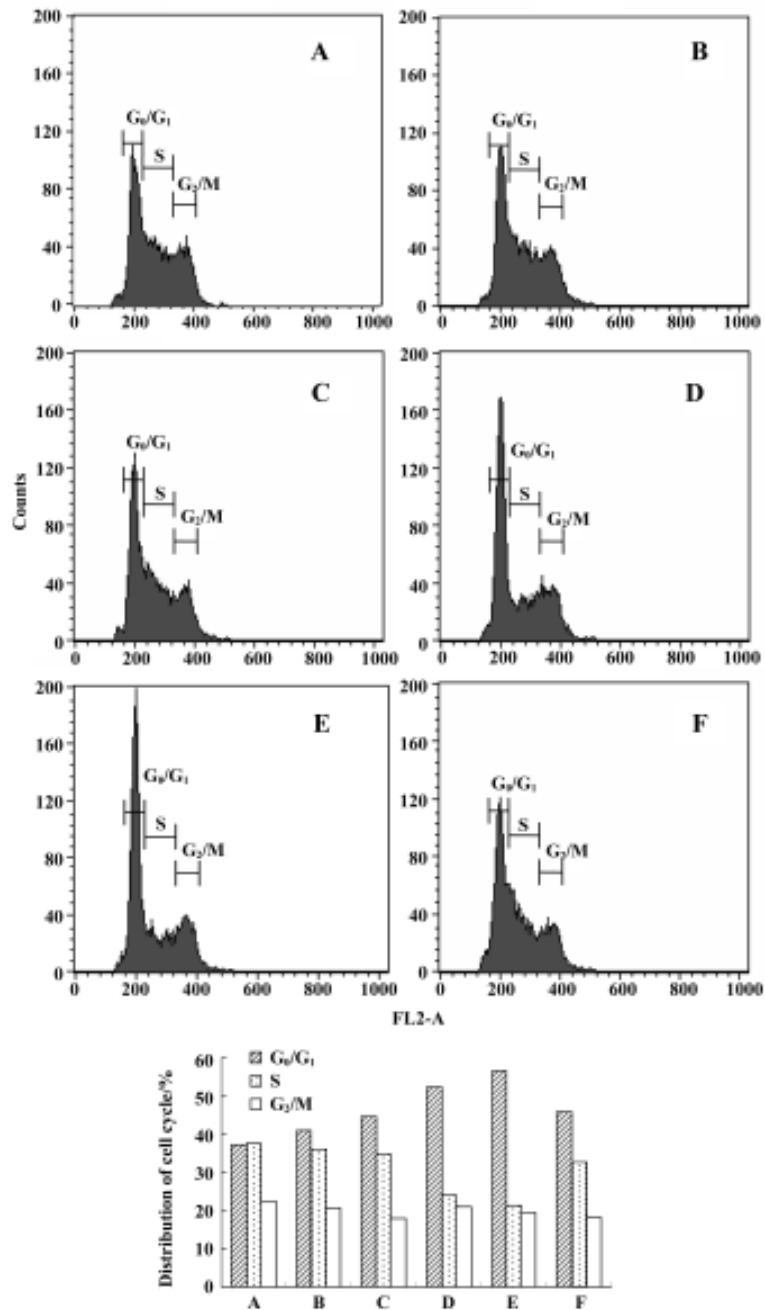 200 200
A B
160 160
120 G₀/G₁ 120 G₀/G₁
S S
80 G₂/M 80 G₂/M
40 40
0 0
0 200 400 600 800 1000 0 200 400 600 800 1000
200 200
C D
160 160
G₀/G₁ G₀/G₁
120 120
S S
Counts
80 G₂/M 80 G₂/M
40 40
0 0
0 200 400 600 800 1000 0 200 400 600 800 1000
200 200
E F
160 160
G₀/G₁ G₀/G₁
120 120
S S
80 G₂/M 80 G₂/M
40 40
0 0
0 200 400 600 800 1000 0 200 400 600 800 1000
FL2-A
Distribution of cell cycle/%
60 G₀/G₁
50 S
40 G₂/M
30
20
10
0
A B C D E F